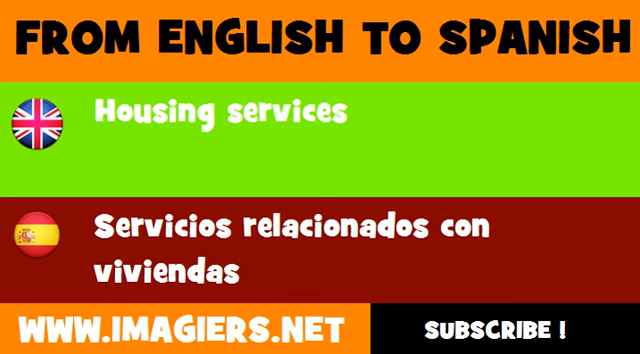 FROM ENGLISH TO SPANISH
Housing services
Servicios relacionados con
viviendas
WWW.IMAGIERS.NET
SUBSCRIBE !